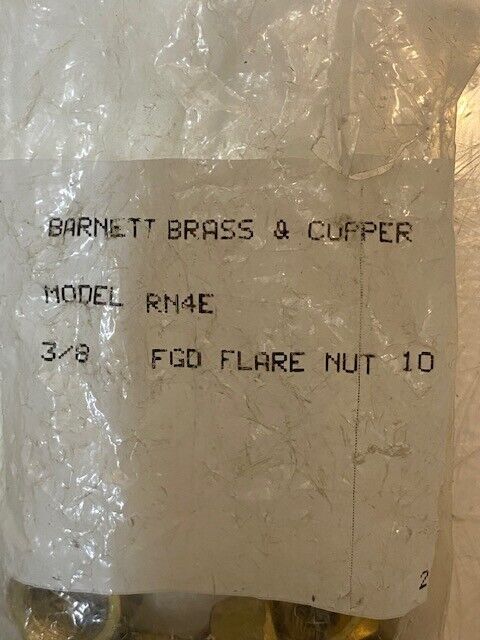 BARNETT BRASS & COPPER
MODEL RN4E
3/8 FGD FLARE NUT 10
2